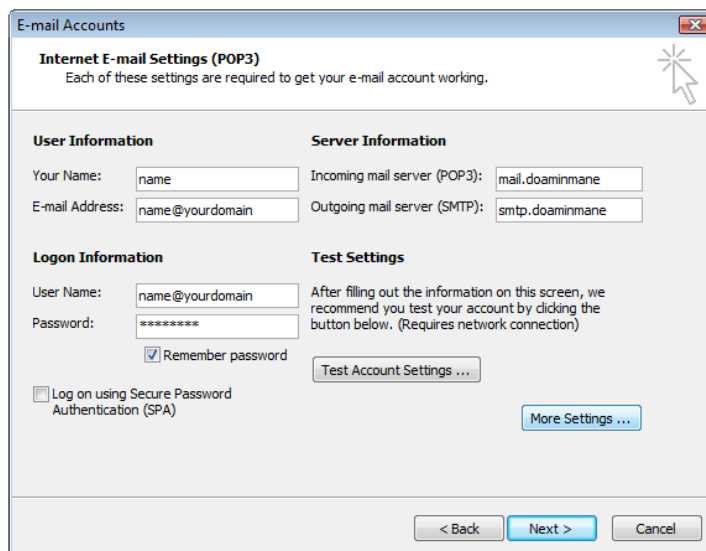 E-mail Accounts
Internet E-mail Settings (POP3)
Each of these settings are required to get your e-mail account working.
User Information
Your Name: name
E-mail Address: name@yourdomain
Server Information
Incoming mail server (POP3): mail.doaminmane
Outgoing mail server (SMTP): smtp.doaminmane
Logon Information
User Name: name@yourdomain
Password: ********
Remember password
Log on using Secure Password
Authentication (SPA)
Test Settings
After filling out the information on this screen, we
recommend you test your account by clicking the
button below. (Requires network connection)
Test Account Settings ...
More Settings ...
< Back
Next >
Cancel